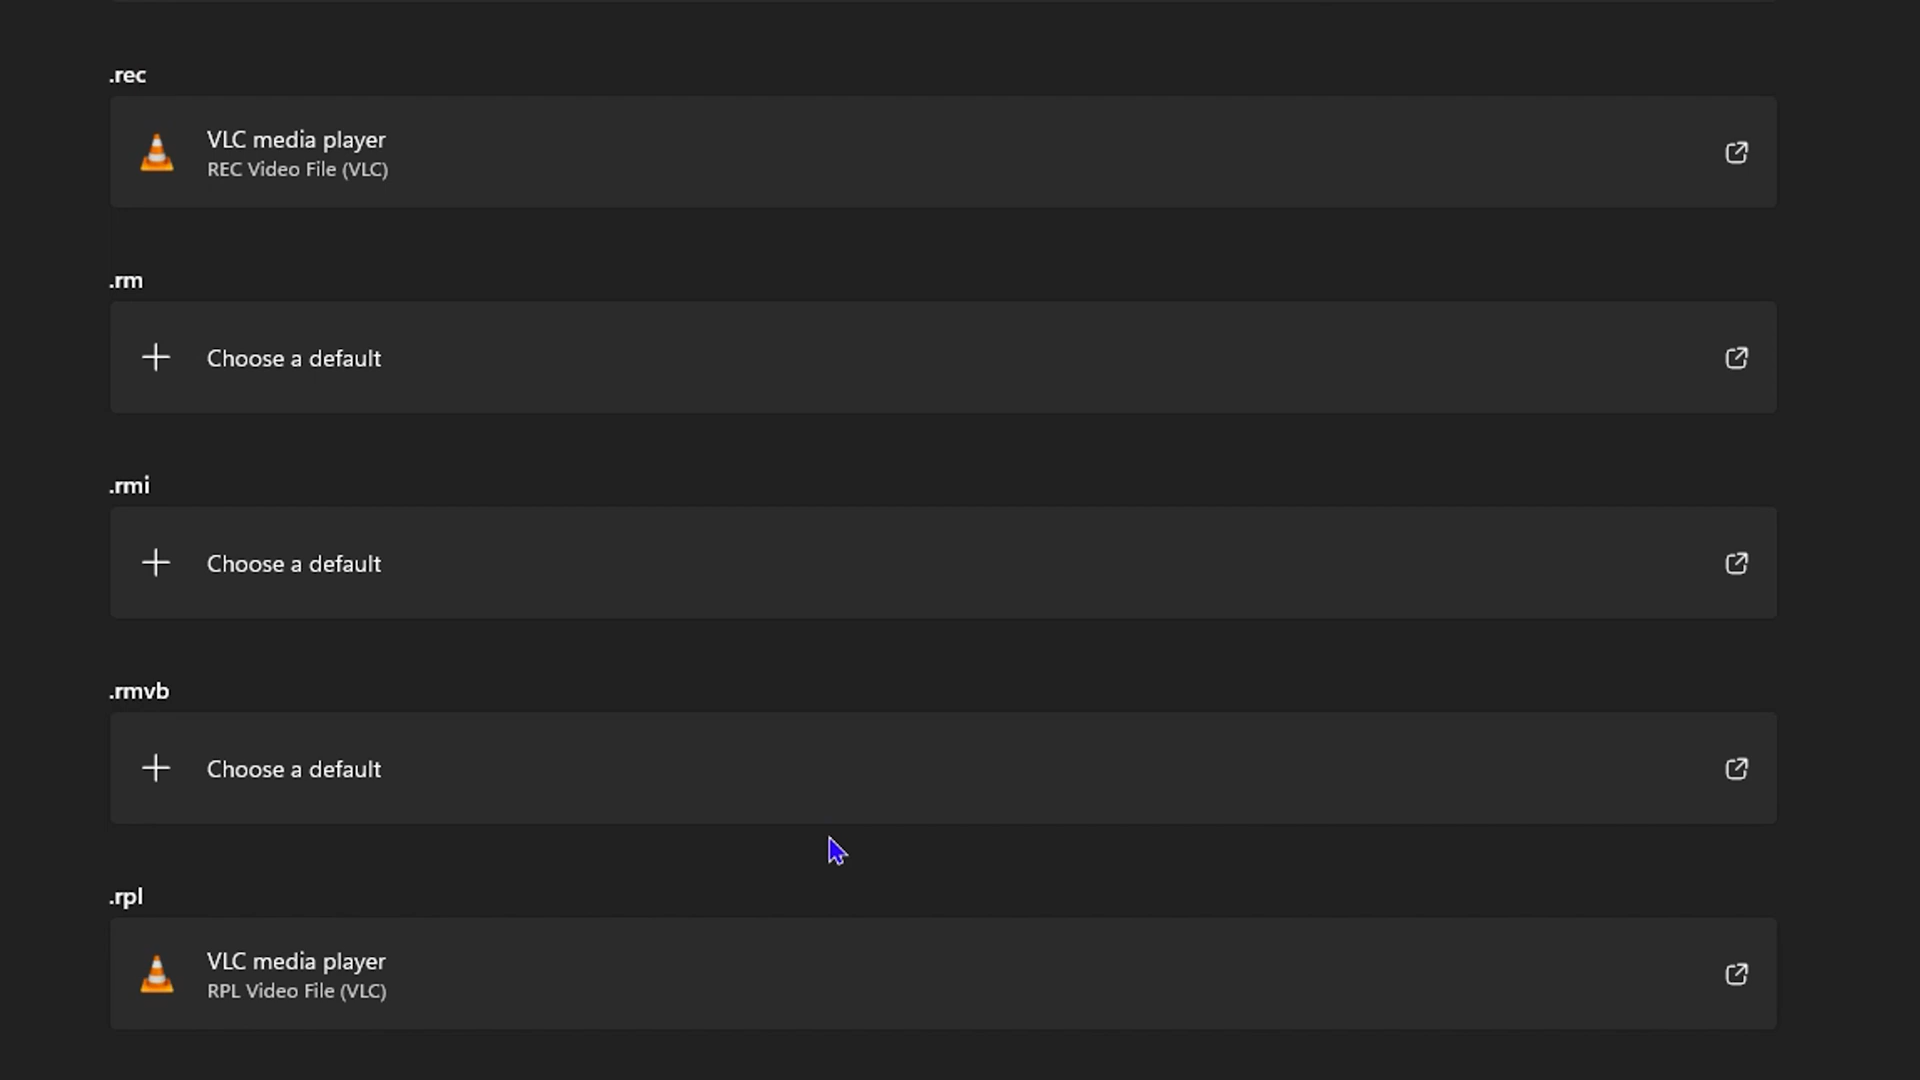 .rec
VLC media player
REC Video File (VLC)
.rm
Choose a default
.rmi
Choose a default
.rmvb
Choose a default
.rpl
VLC media player
RPL Video File (VLC)